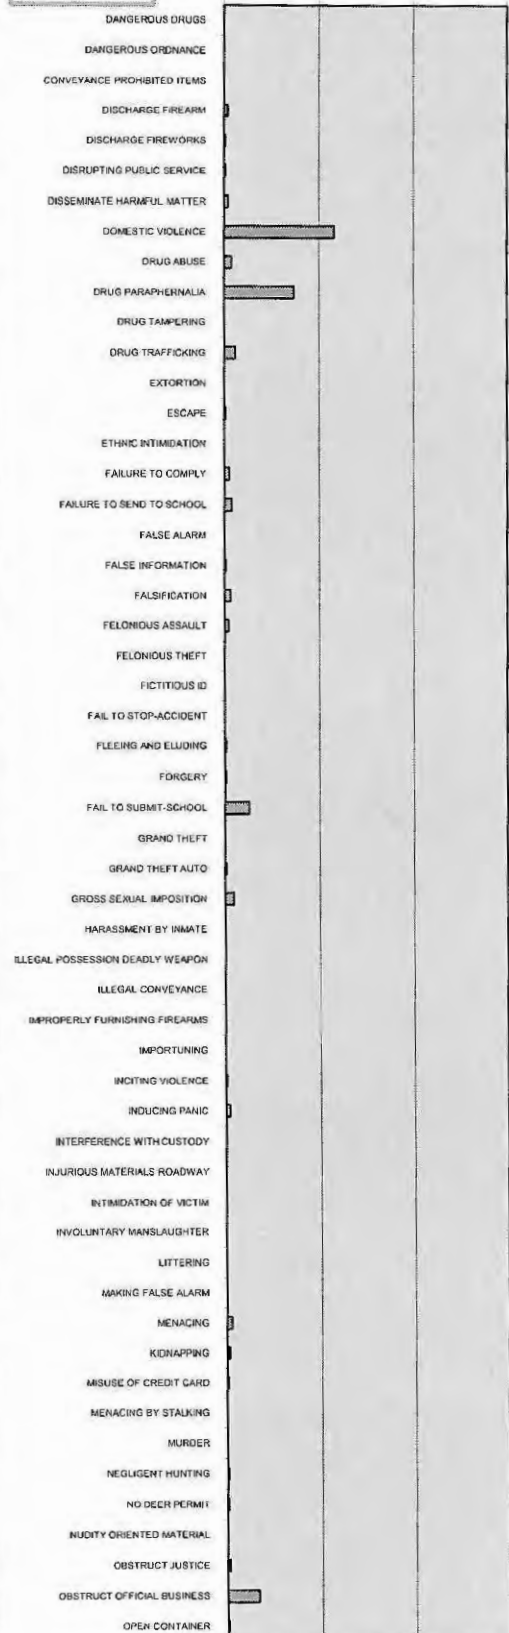 DANGEROUS DRUGS
DANGEROUS ORDNANCE
CONVEYANCE PROHIBITED ITEMS
DISCHARGE FIREARM
DISCHARGE FIREWORKS
DISRUPTING PUBLIC SERVICE
DISSEMINATE HARMFUL MATTER
DOMESTIC VIOLENCE
DRUG ABUSE
DRUG PARAPHERNALIA
DRUG TAMPERING
DRUG TRAFFICKING
EXTORTION
ESCAPE
ETHNIC INTIMIDATION
FAILURE TO COMPLY
FAILURE TO SEND TO SCHOOL
FALSE ALARM
FALSE INFORMATION
FALSIFICATION
FELONIOUS ASSAULT
FELONIOUS THEFT
FICTITIOUS ID
FAIL TO STOP-ACCIDENT
FLEEING AND ELUDING
FORGERY
FAIL TO SUBMIT-SCHOOL
GRAND THEFT
GRAND THEFT AUTO
GROSS SEXUAL IMPOSITION
HARASSMENT BY INMATE
ILLEGAL POSSESSION DEADLY WEAPON
ILLEGAL CONVEYANCE
IMPROPERLY FURNISHING FIREARMS
IMPORTUNING
INCITING VIOLENCE
INDUCING PANIC
INTERFERENCE WITH CUSTODY
INJURIOUS MATERIALS ROADWAY
INTIMIDATION OF VICTIM
INVOLUNTARY MANSLAUGHTER
LITTERING
MAKING FALSE ALARM
MENACING
KIDNAPPING
MISUSE OF CREDIT CARD
MENACING BY STALKING
MURDER
NEGLIGENT HUNTING
NO DEER PERMIT
NUDITY ORIENTED MATERIAL
OBSTRUCT JUSTICE
OBSTRUCT OFFICIAL BUSINESS
OPEN CONTAINER